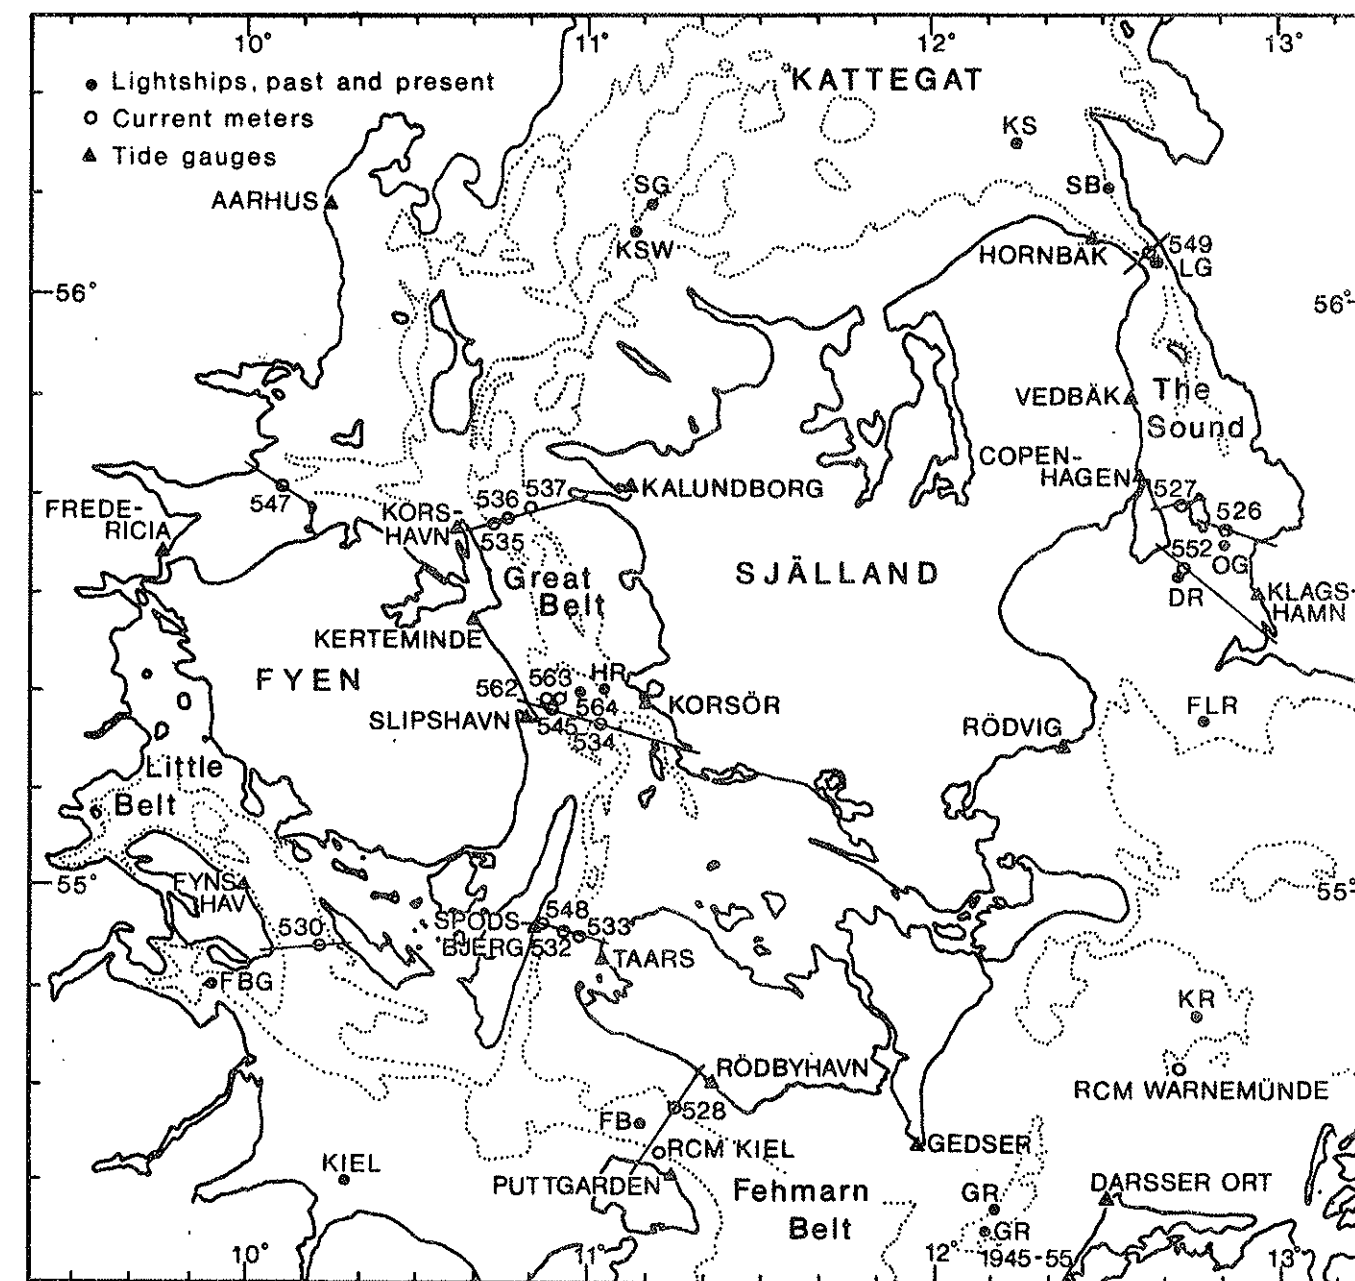 10°
11°
12°
13°
Lightships, past and present
Current meters
Tide gauges
KATTEGAT
KS
AARHUS
SG
SB
KSW
HORNBÄK
549
LG
56°
56°
VEDBÄK
The
Sound
COPEN-
HAGEN
KALUNDBORG
536
537
547
FREDE-
RICIA
KORS-
HAVN
535
527
526
552
OG
DR
KLAGS-
HAMN
Great
Belt
SJÄLLAND
KERTEMINDE
FYEN
562
563
HR
564
KORSÖR
SLIPSHAVN
545
534
FLR
RÖDVIG
Little
Belt
55°
55°
FYNS
HAV
530
SPODS-
BJERG
548
533
532
TAARS
FBG
KR
RÖDBYHAVN
RCM WARNEMÜNDE
528
FB
RCM KIEL
GEDSER
KIEL
PUTTGARDEN
Fehmarn
Belt
DARSSER ORT
GR
GR
1945-55
10°
11°
12°
13°